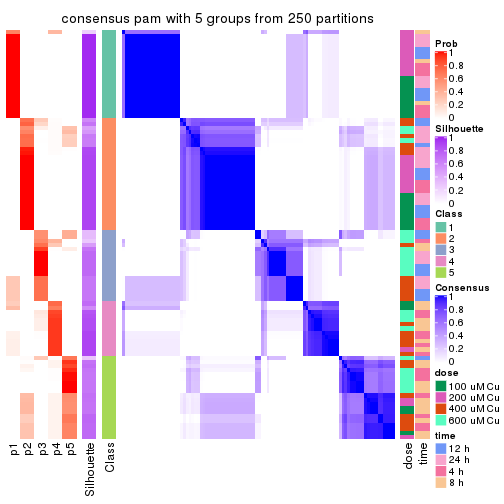 consensus pam with 5 groups from 250 partitions
p1
p2
p3
p4
p5
Silhouette
Class
dose
time
Prob
1
0.8
0.6
0.4
0.2
0
Silhouette
1
0.8
0.6
0.4
0.2
0
Class
1
2
3
4
5
Consensus
1
0.8
0.6
0.4
0.2
0
dose
100 uM Cu
200 uM Cu
400 uM Cu
600 uM Cu
time
12 h
24 h
4 h
8 h